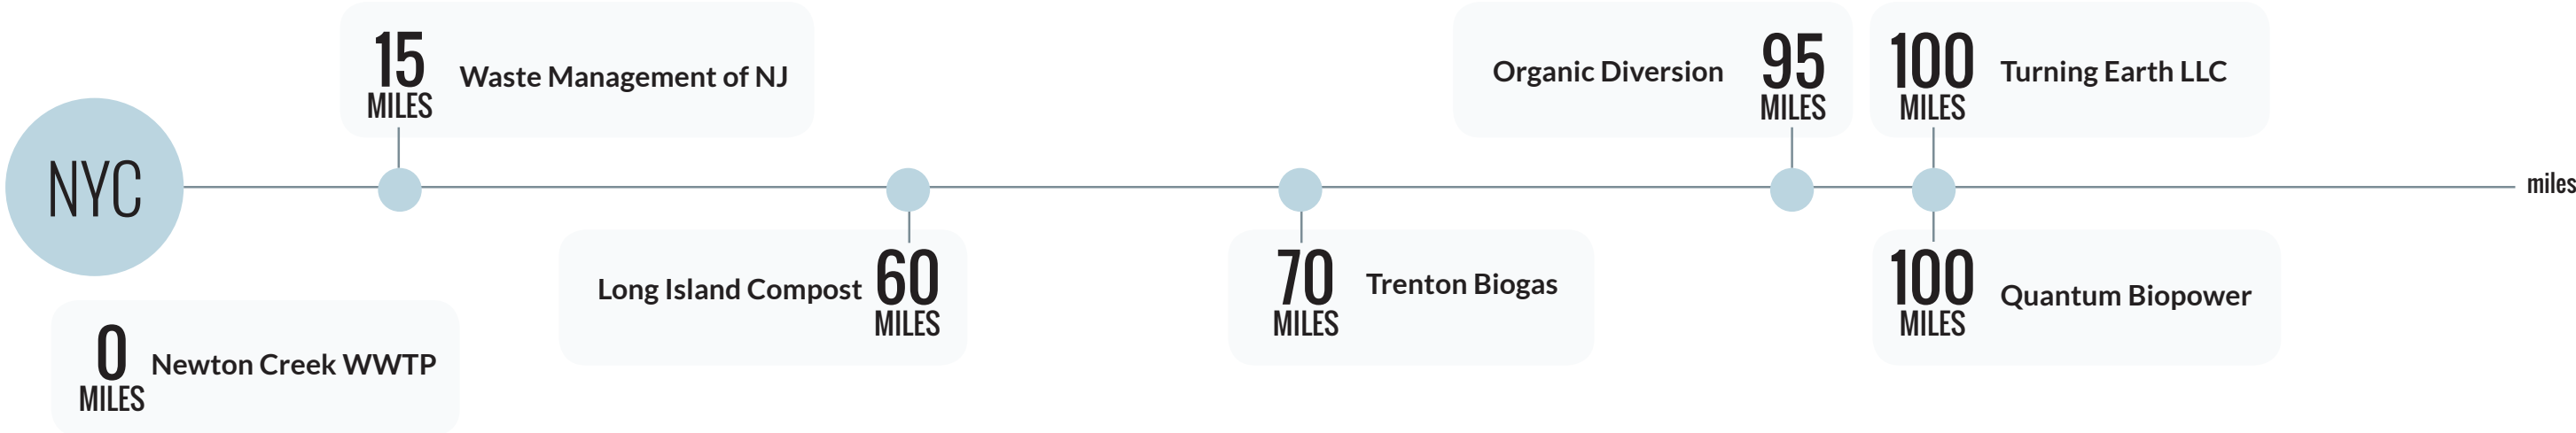 NYC
0
MILES
Newton Creek WWTP
15
MILES
Waste Management of NJ
Long Island Compost
60
MILES
70
MILES
Trenton Biogas
Organic Diversion
95
MILES
100
MILES
Turning Earth LLC
100
MILES
Quantum Biopower
miles